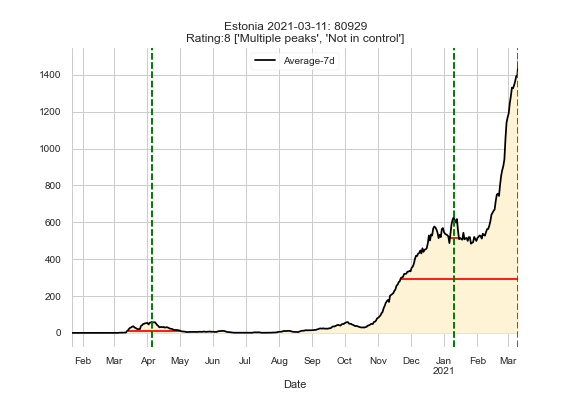 Estonia 2021-03-11: 80929
Rating:8 ['Multiple peaks', 'Not in control']
Average-7d
1400
1200
1000
800
600
400
200
0
Feb Mar Apr May Jun Jul Aug Sep Oct Nov Dec Jan Feb Mar
2021
Date